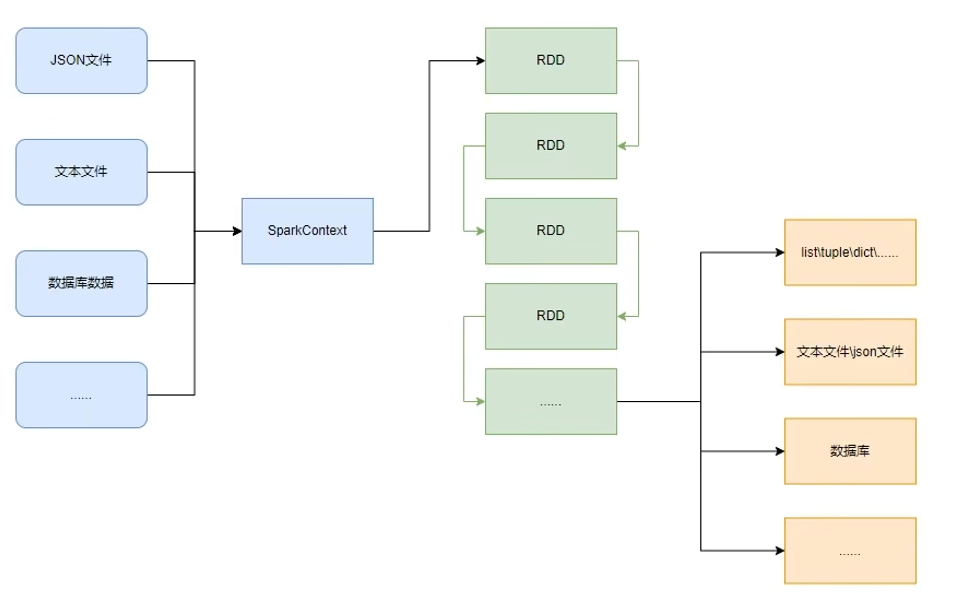 JSON文件
文本文件
数据库数据
……
SparkContext
RDD
RDD
RDD
RDD
……
list\tuple\dict\……
文本文件\json文件
数据库
……